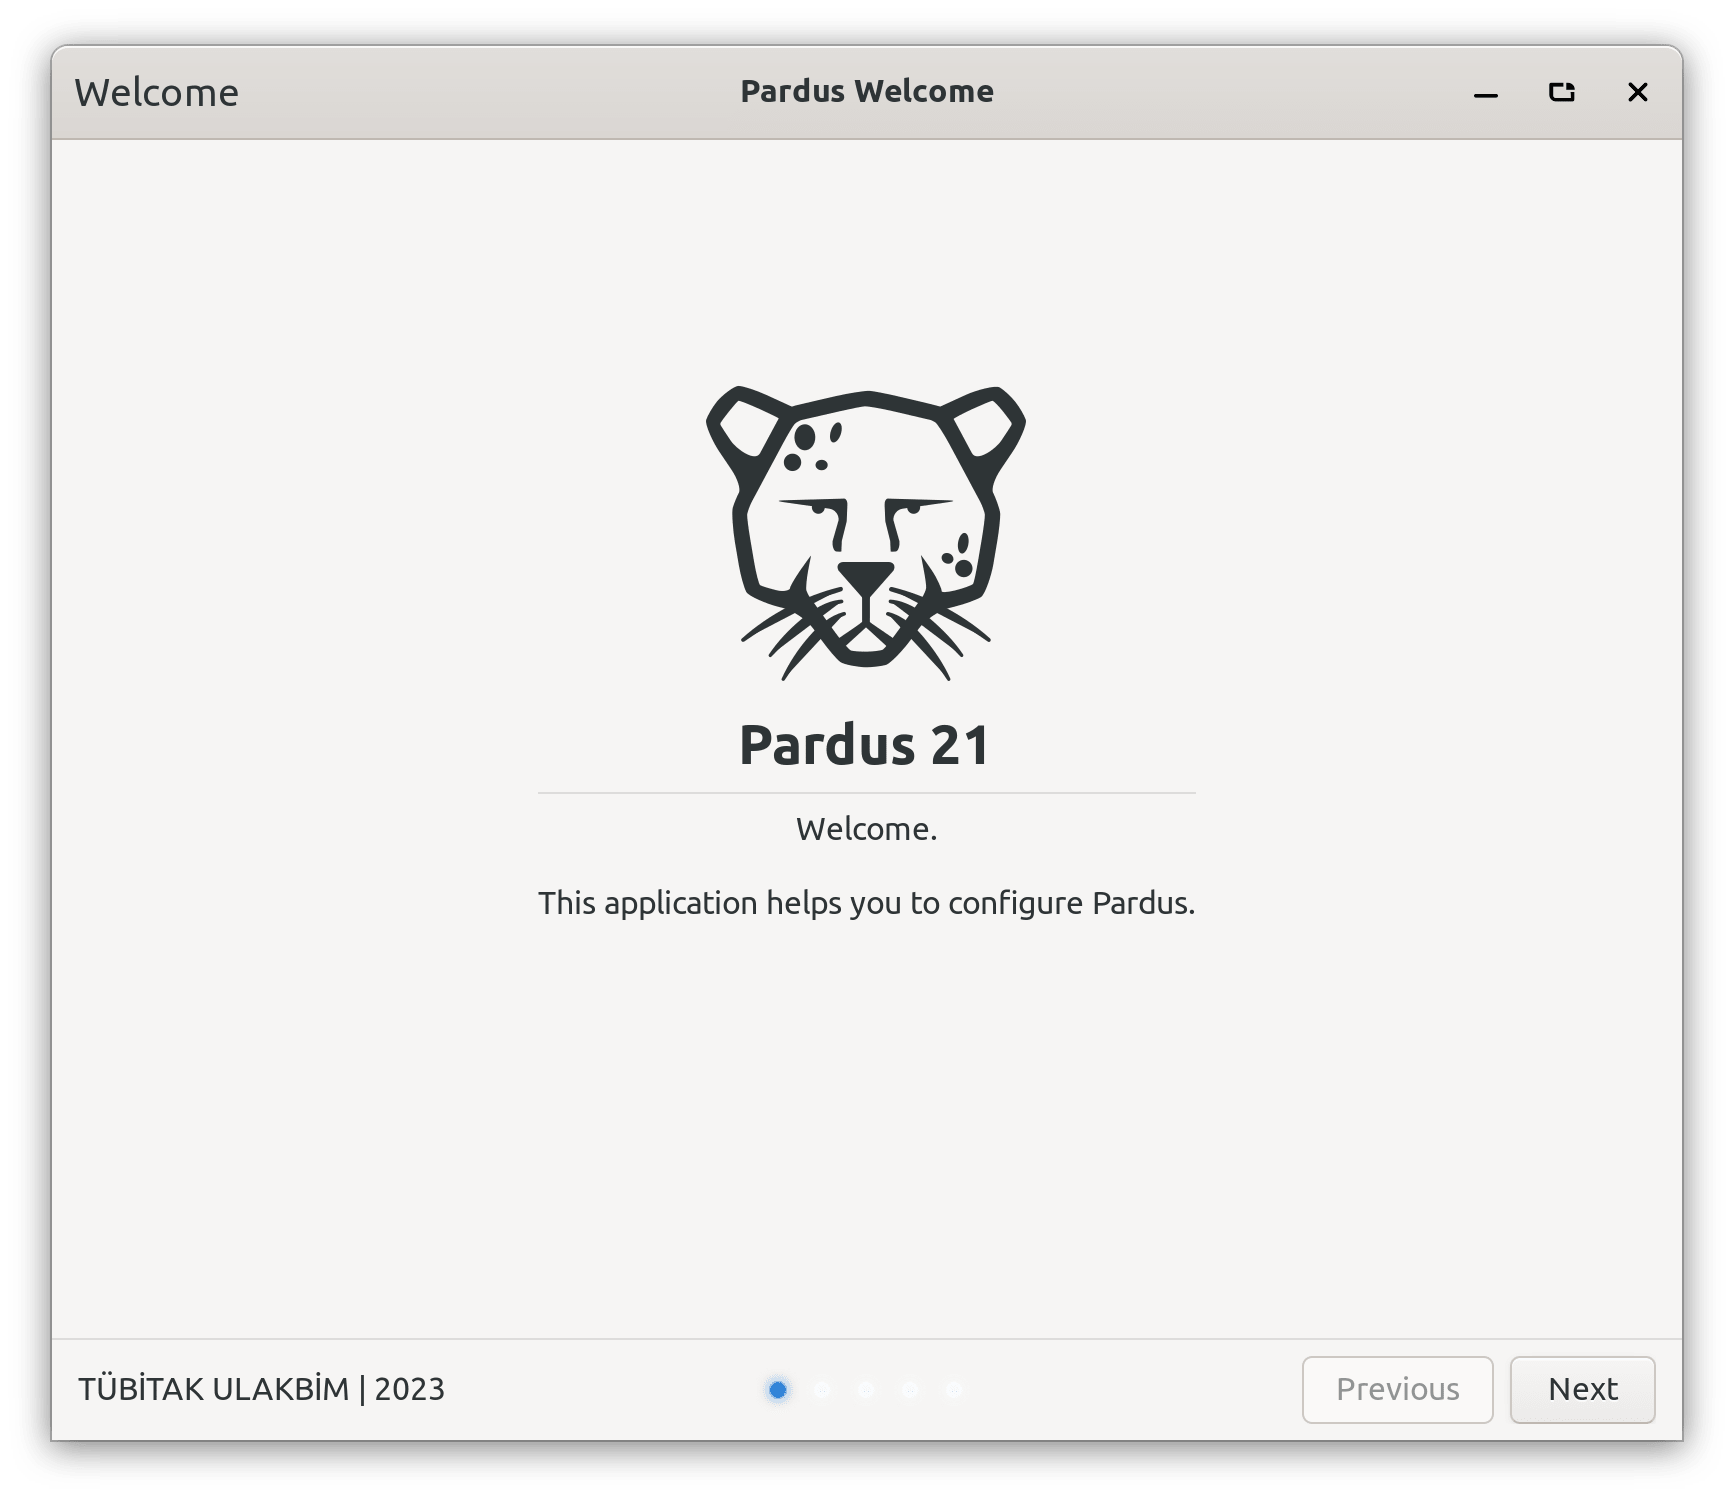 Welcome
Pardus Welcome
Pardus 21
Welcome.
This application helps you to configure Pardus.
TÜBİTAK ULAKBİM | 2023
Previous
Next